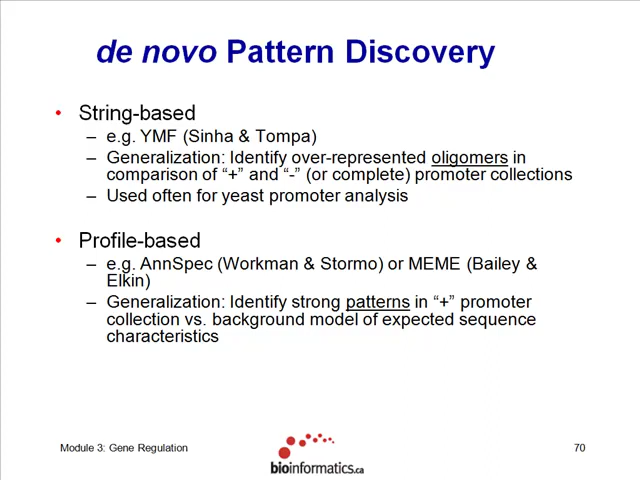 de novo Pattern Discovery
• String-based
– e.g. YMF (Sinha & Tompa)
– Generalization: Identify over-represented oligomers in
comparison of “+” and “-” (or complete) promoter collections
– Used often for yeast promoter analysis
• Profile-based
– e.g. AnnSpec (Workman & Stormo) or MEME (Bailey &
Elkin)
– Generalization: Identify strong patterns in “+” promoter
collection vs. background model of expected sequence
characteristics
Module 3: Gene Regulation
bioinformatics.ca
70